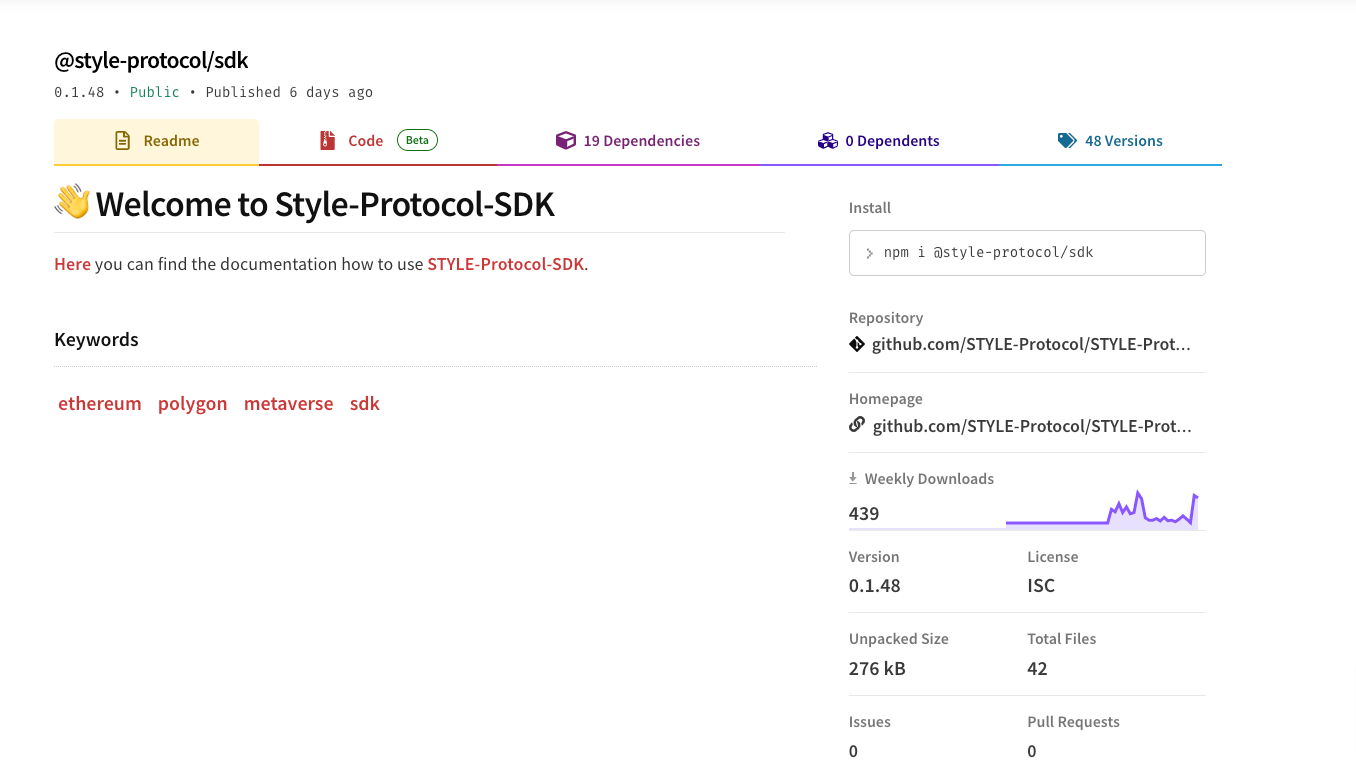 @style-protocol/sdk
0.1.48 • Public • Published 6 days ago
Readme
Code Beta
19 Dependencies
0 Dependents
48 Versions
👋 Welcome to Style-Protocol-SDK
Here you can find the documentation how to use STYLE-Protocol-SDK.
Keywords
ethereum polygon metaverse sdk
Install
npm i @style-protocol/sdk
Repository
github.com/STYLE-Protocol/STYLE-Prot...
Homepage
github.com/STYLE-Protocol/STYLE-Prot...
Weekly Downloads
439
Version
0.1.48
License
ISC
Unpacked Size
276 kB
Total Files
42
Issues
0
Pull Requests
0